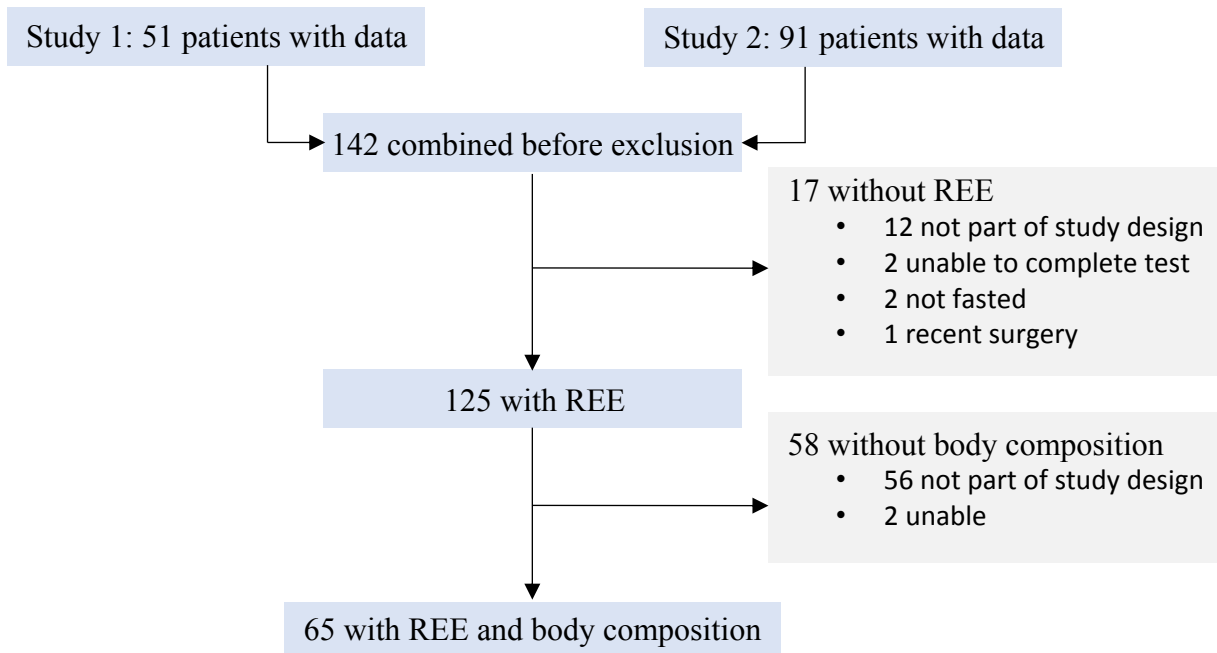 Study 1: 51 patients with data
Study 2: 91 patients with data
142 combined before exclusion
17 without REE
• 12 not part of study design
• 2 unable to complete test
• 2 not fasted
• 1 recent surgery
125 with REE
58 without body composition
• 56 not part of study design
• 2 unable
65 with REE and body composition